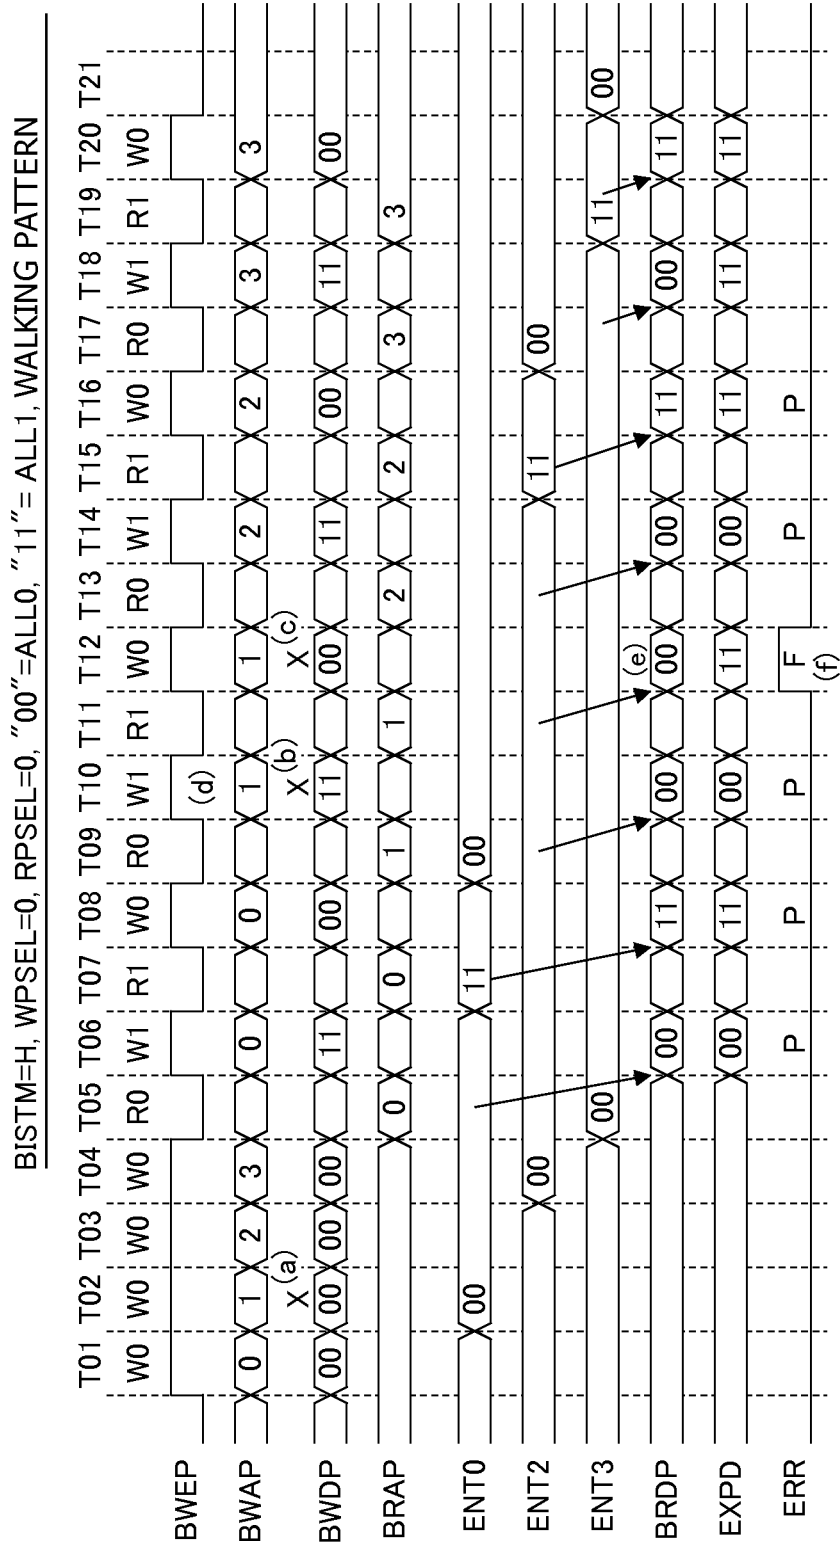 BISTM=H, WPSEL=0, RPSEL=0, "00"=ALL0, "11"= ALL1, WALKING PATTERN
T01 T02 T03 T04 T05 T06 T07 T08 T09 T10 T11 T12 T13 T14 T15 T16 T17 T18 T19 T20 T21
W0 W0 W0 W0 R0 W1 R1 W0 R0 W1 R1 W0 R0 W1 R1 W0 R0 W1 R1 W0
BWEP (d)
BWAP 0 1 2 3 0 0 1 1 2 2 3 3
X (a) X (b) X (c)
BWDP 00 00 00 00 11 00 11 00 11 00 11 00
BRAP 0 0 1 1 2 2 3 3
ENT0 00 11 00
ENT2 00 11 00
ENT3 00 11 00
(e)
BRDP 00 11 00 00 00 11 00 11
EXPD 00 11 00 11 00 11 11 11
ERR P P P F P P
(f)